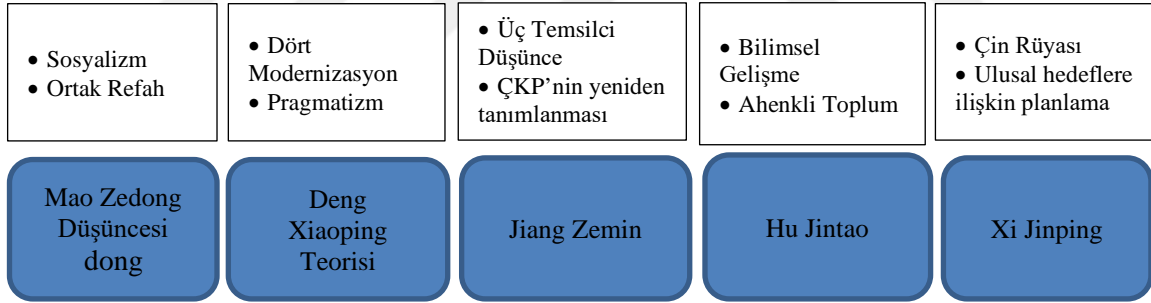 • Sosyalizm
• Ortak Refah
• Dört
Modernizasyon
• Pragmatizm
• Üç Temsilci
Düşünce
• ÇKP’nin yeniden
tanımlanması
• Bilimsel
Gelişme
• Ahenkli Toplum
• Çin Rüyası
• Ulusal hedeflere
ilişkin planlama
Mao Zedong
Düşüncesi
dong
Deng
Xiaoping
Teorisi
Jiang Zemin
Hu Jintao
Xi Jinping